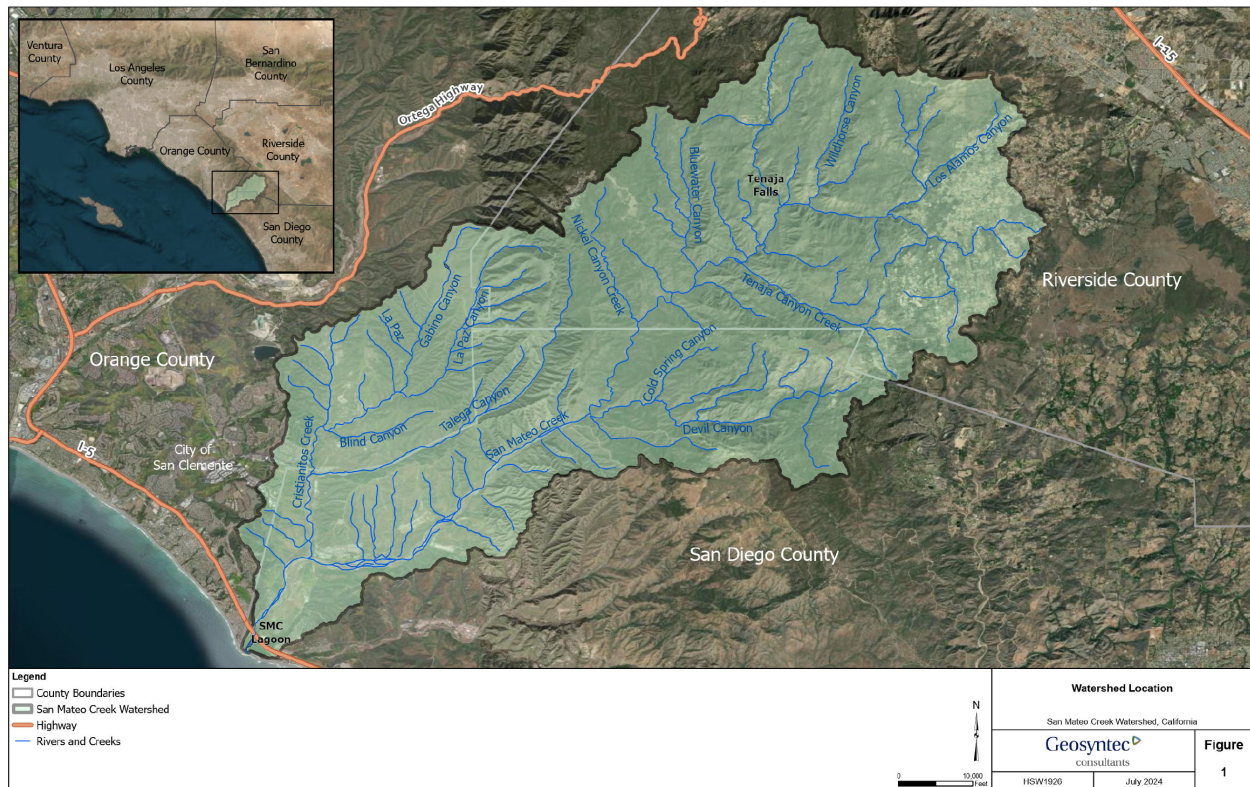 Ventura
County
Los Angeles
County
San
Bernardino
County
Orange County
Riverside
County
San Diego
County
Ortega Highway
I-15
Wildhorse Canyon
Los Alamos Canyon
Bluewater Canyon
Tenaja
Falls
Nickel Canyon Creek
Tenaja Canyon Creek
Riverside County
La Paz
Gabino Canyon
La Paz Canyon
Orange County
Cold Spring Canyon
Talega Canyon
Blind Canyon
San Mateo Creek
Devil Canyon
Cristianitos Creek
I-5
City of
San Clemente
San Diego County
SMC
Lagoon
Legend
County Boundaries
San Mateo Creek Watershed
Highway
Rivers and Creeks
N
0 10,000
Feet
Watershed Location
San Mateo Creek Watershed, California
Geosyntec
consultants
Figure
1
HSW1926
July 2024